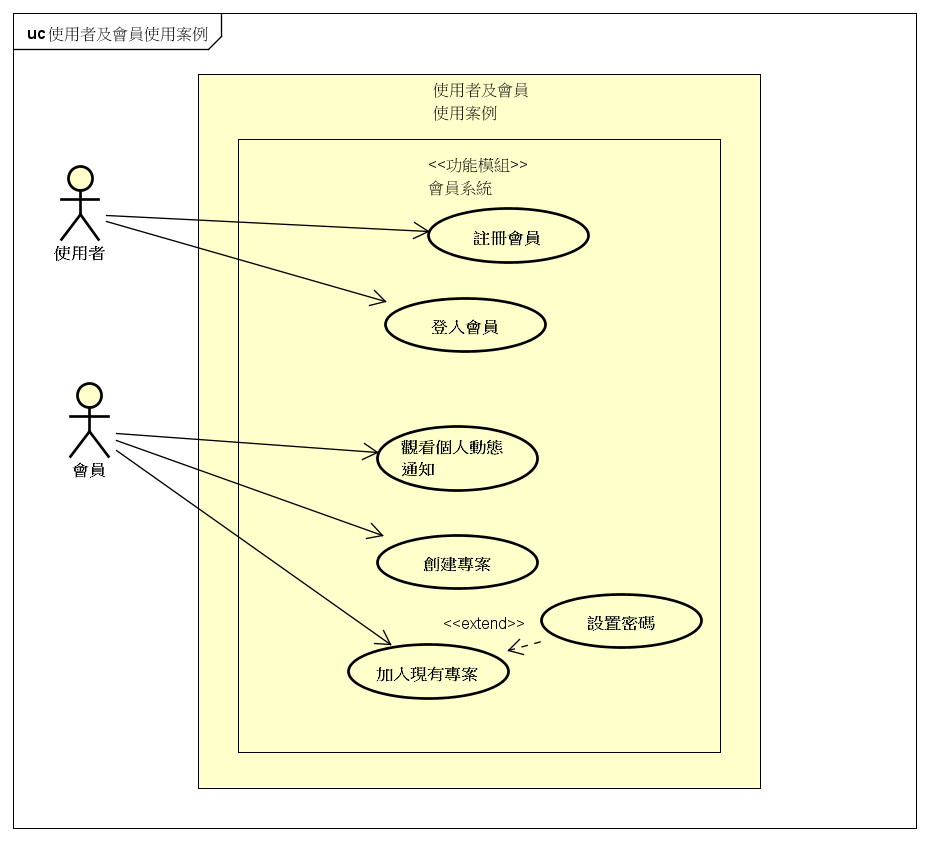 uc 使用者及會員使用案例
使用者及會員
使用案例
<<功能模組>>
會員系統
註冊會員
使用者
登入會員
觀看個人動態
通知
會員
創建專案
<<extend>>
設置密碼
加入現有專案